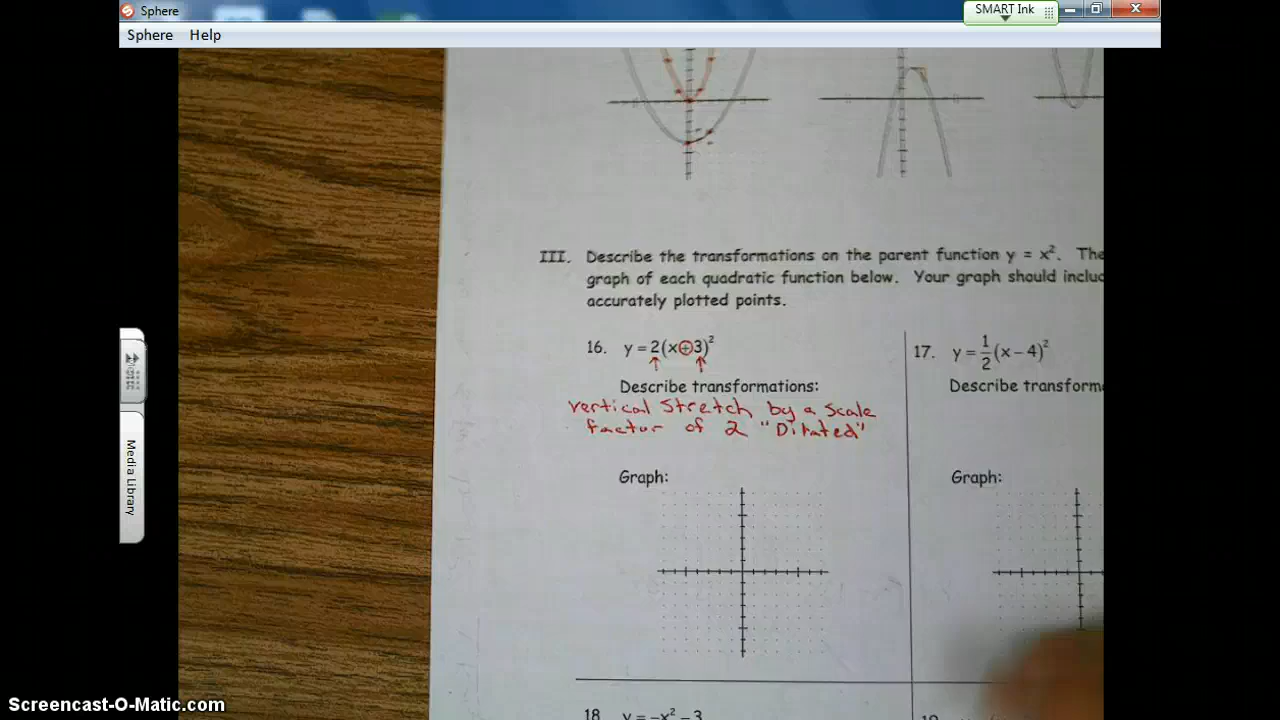 Sphere
SMART Ink
Sphere Help
III. Describe the transformations on the parent function y = x². The
graph of each quadratic function below. Your graph should includ
accurately plotted points.
16. y = 2(x+3)²
Describe transformations:
Vertical Stretch by a Scale
factor of 2 "Dilated"
Graph:
17. y = 1/2(x – 4)²
Describe transform
Graph:
18 y = –x² – 3
Media Library
Screencast-O-Matic.com